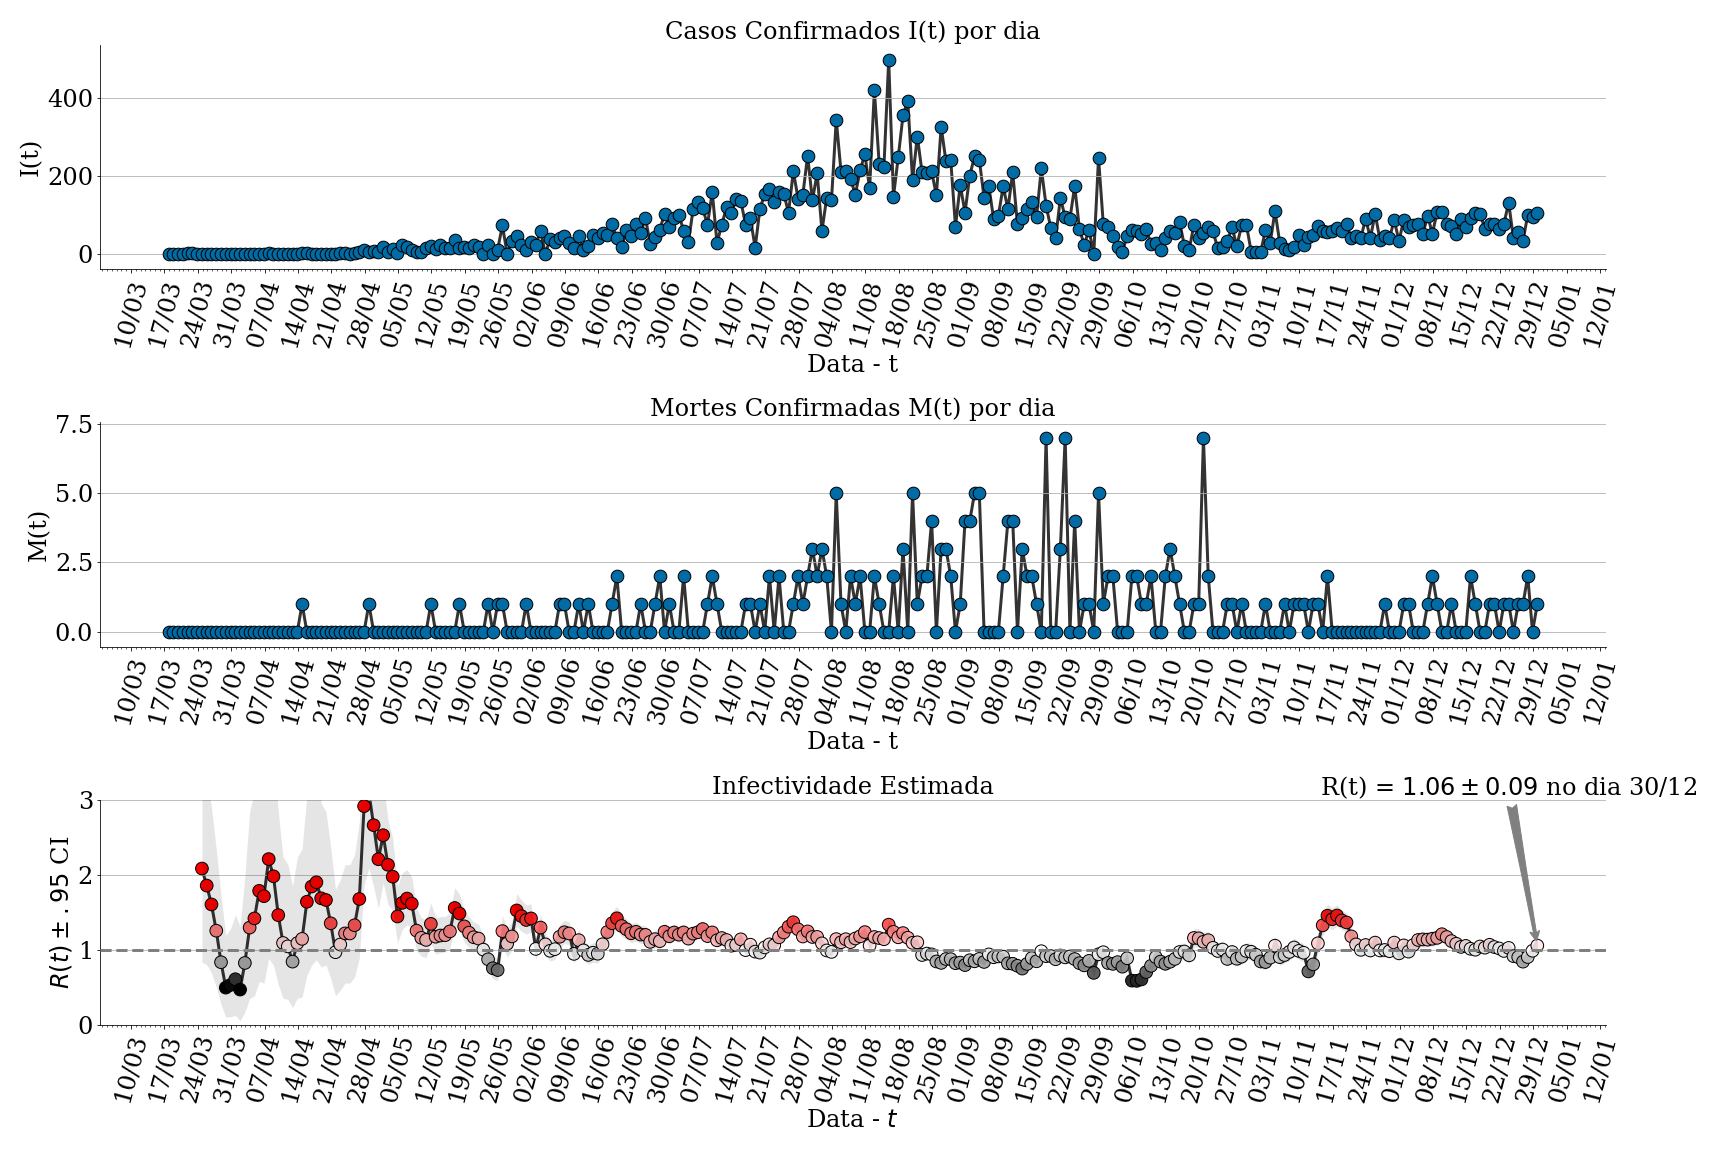 Casos Confirmados I(t) por dia
I(t)
400
200
0
10/03 17/03 24/03 31/03 07/04 14/04 21/04 28/04 05/05 12/05 19/05 26/05 02/06 09/06 16/06 23/06 30/06 07/07 14/07 21/07 28/07 04/08 11/08 18/08 25/08 01/09 08/09 15/09 22/09 29/09 06/10 13/10 20/10 27/10 03/11 10/11 17/11 24/11 01/12 08/12 15/12 22/12 29/12 05/01 12/01
Data - t
Mortes Confirmadas M(t) por dia
M(t)
7.5
5.0
2.5
0.0
10/03 17/03 24/03 31/03 07/04 14/04 21/04 28/04 05/05 12/05 19/05 26/05 02/06 09/06 16/06 23/06 30/06 07/07 14/07 21/07 28/07 04/08 11/08 18/08 25/08 01/09 08/09 15/09 22/09 29/09 06/10 13/10 20/10 27/10 03/11 10/11 17/11 24/11 01/12 08/12 15/12 22/12 29/12 05/01 12/01
Data - t
Infectividade Estimada
R(t) = 1.06 ± 0.09 no dia 30/12
R(t) ± .95 CI
3
2
1
0
10/03 17/03 24/03 31/03 07/04 14/04 21/04 28/04 05/05 12/05 19/05 26/05 02/06 09/06 16/06 23/06 30/06 07/07 14/07 21/07 28/07 04/08 11/08 18/08 25/08 01/09 08/09 15/09 22/09 29/09 06/10 13/10 20/10 27/10 03/11 10/11 17/11 24/11 01/12 08/12 15/12 22/12 29/12 05/01 12/01
Data - t